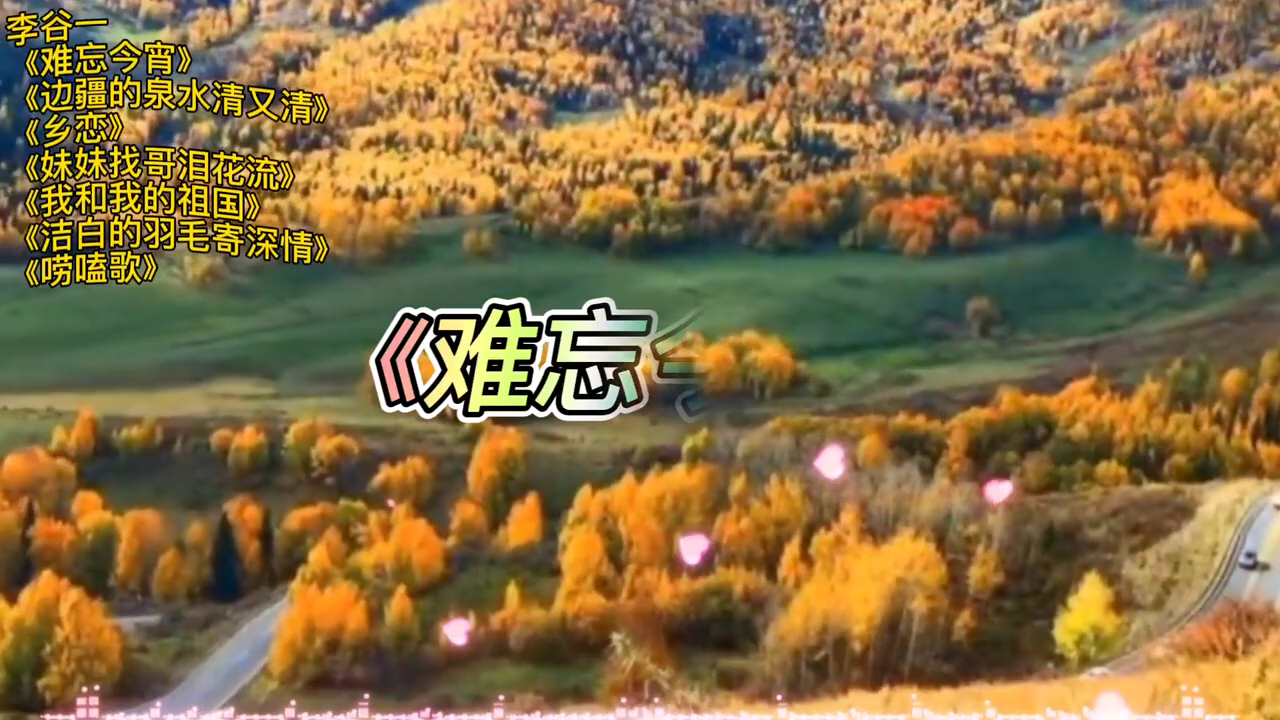 李谷一
《难忘今宵》
《边疆的泉水清又清》
《乡恋》
《妹妹找哥泪花流》
《我和我的祖国》
《洁白的羽毛寄深情》
《唠嗑歌》
《难忘今